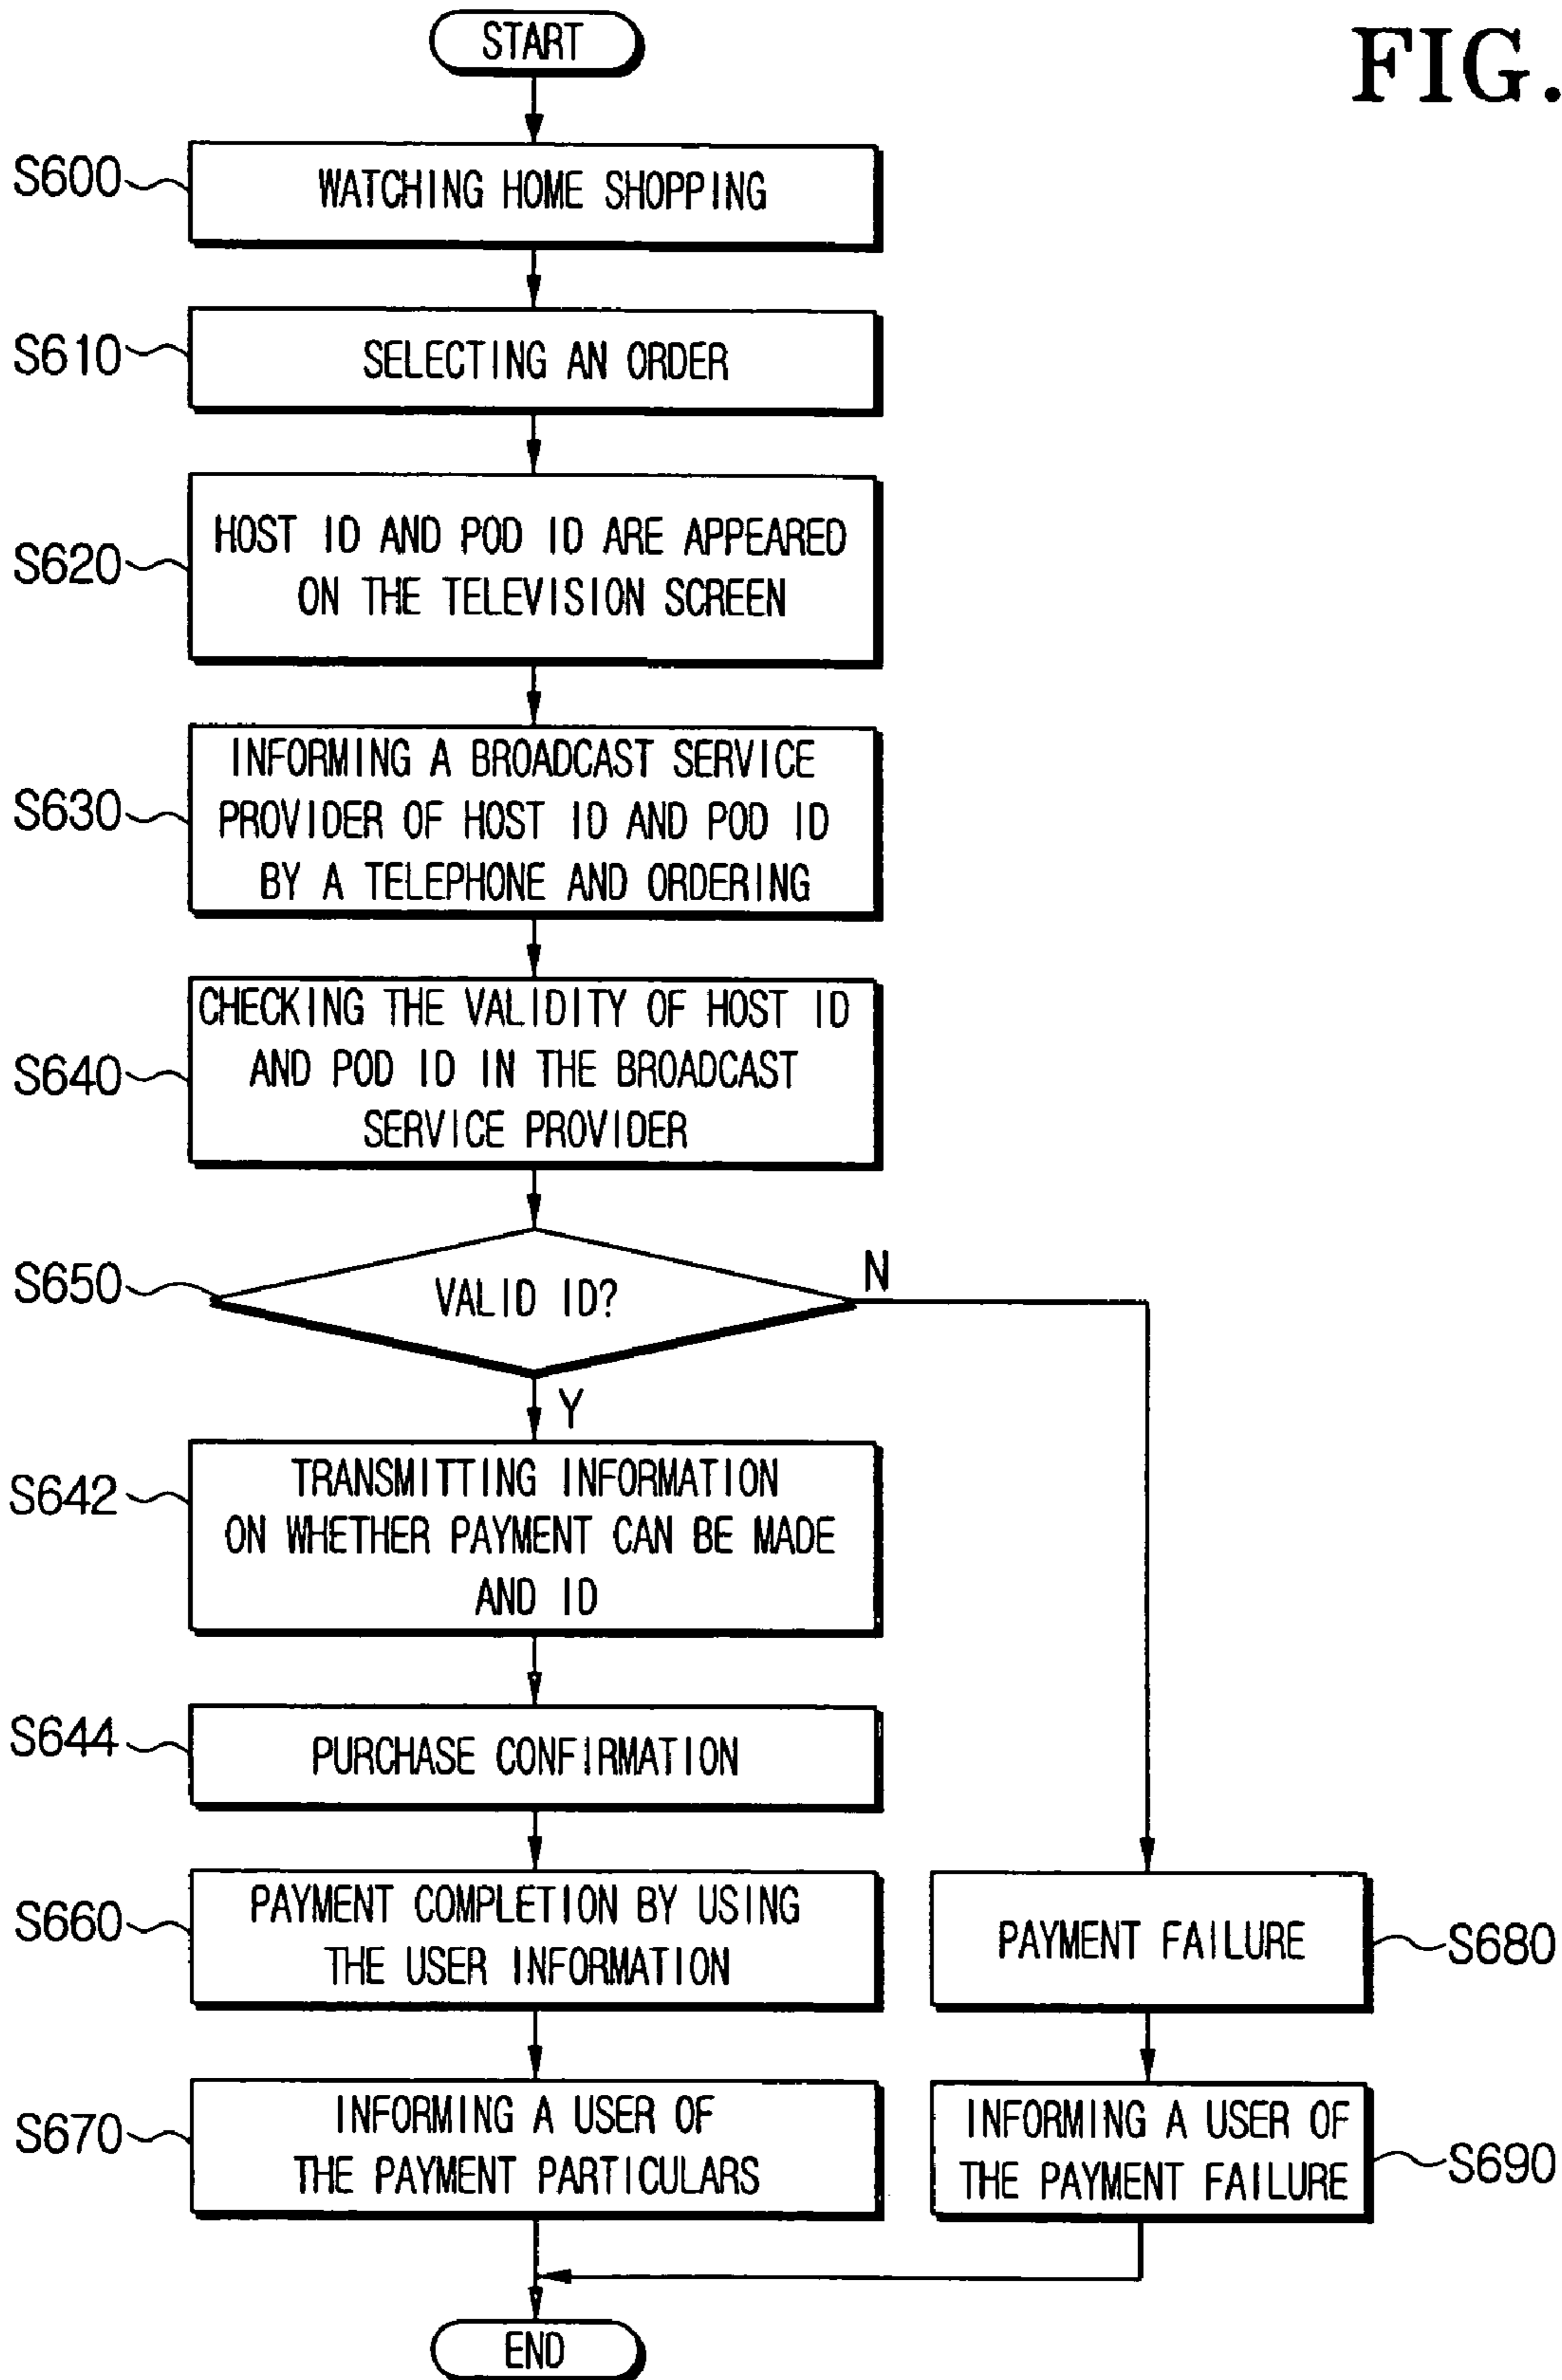 FIG.
START
S600
WATCHING HOME SHOPPING
S610
SELECTING AN ORDER
S620
HOST ID AND POD ID ARE APPEARED
ON THE TELEVISION SCREEN
S630
INFORMING A BROADCAST SERVICE
PROVIDER OF HOST ID AND POD ID
BY A TELEPHONE AND ORDERING
S640
CHECKING THE VALIDITY OF HOST ID
AND POD ID IN THE BROADCAST
SERVICE PROVIDER
S650
VALID ID?
N
Y
S642
TRANSMITTING INFORMATION
ON WHETHER PAYMENT CAN BE MADE
AND ID
S644
PURCHASE CONFIRMATION
S660
PAYMENT COMPLETION BY USING
THE USER INFORMATION
PAYMENT FAILURE
S680
S670
INFORMING A USER OF
THE PAYMENT PARTICULARS
INFORMING A USER OF
THE PAYMENT FAILURE
S690
END